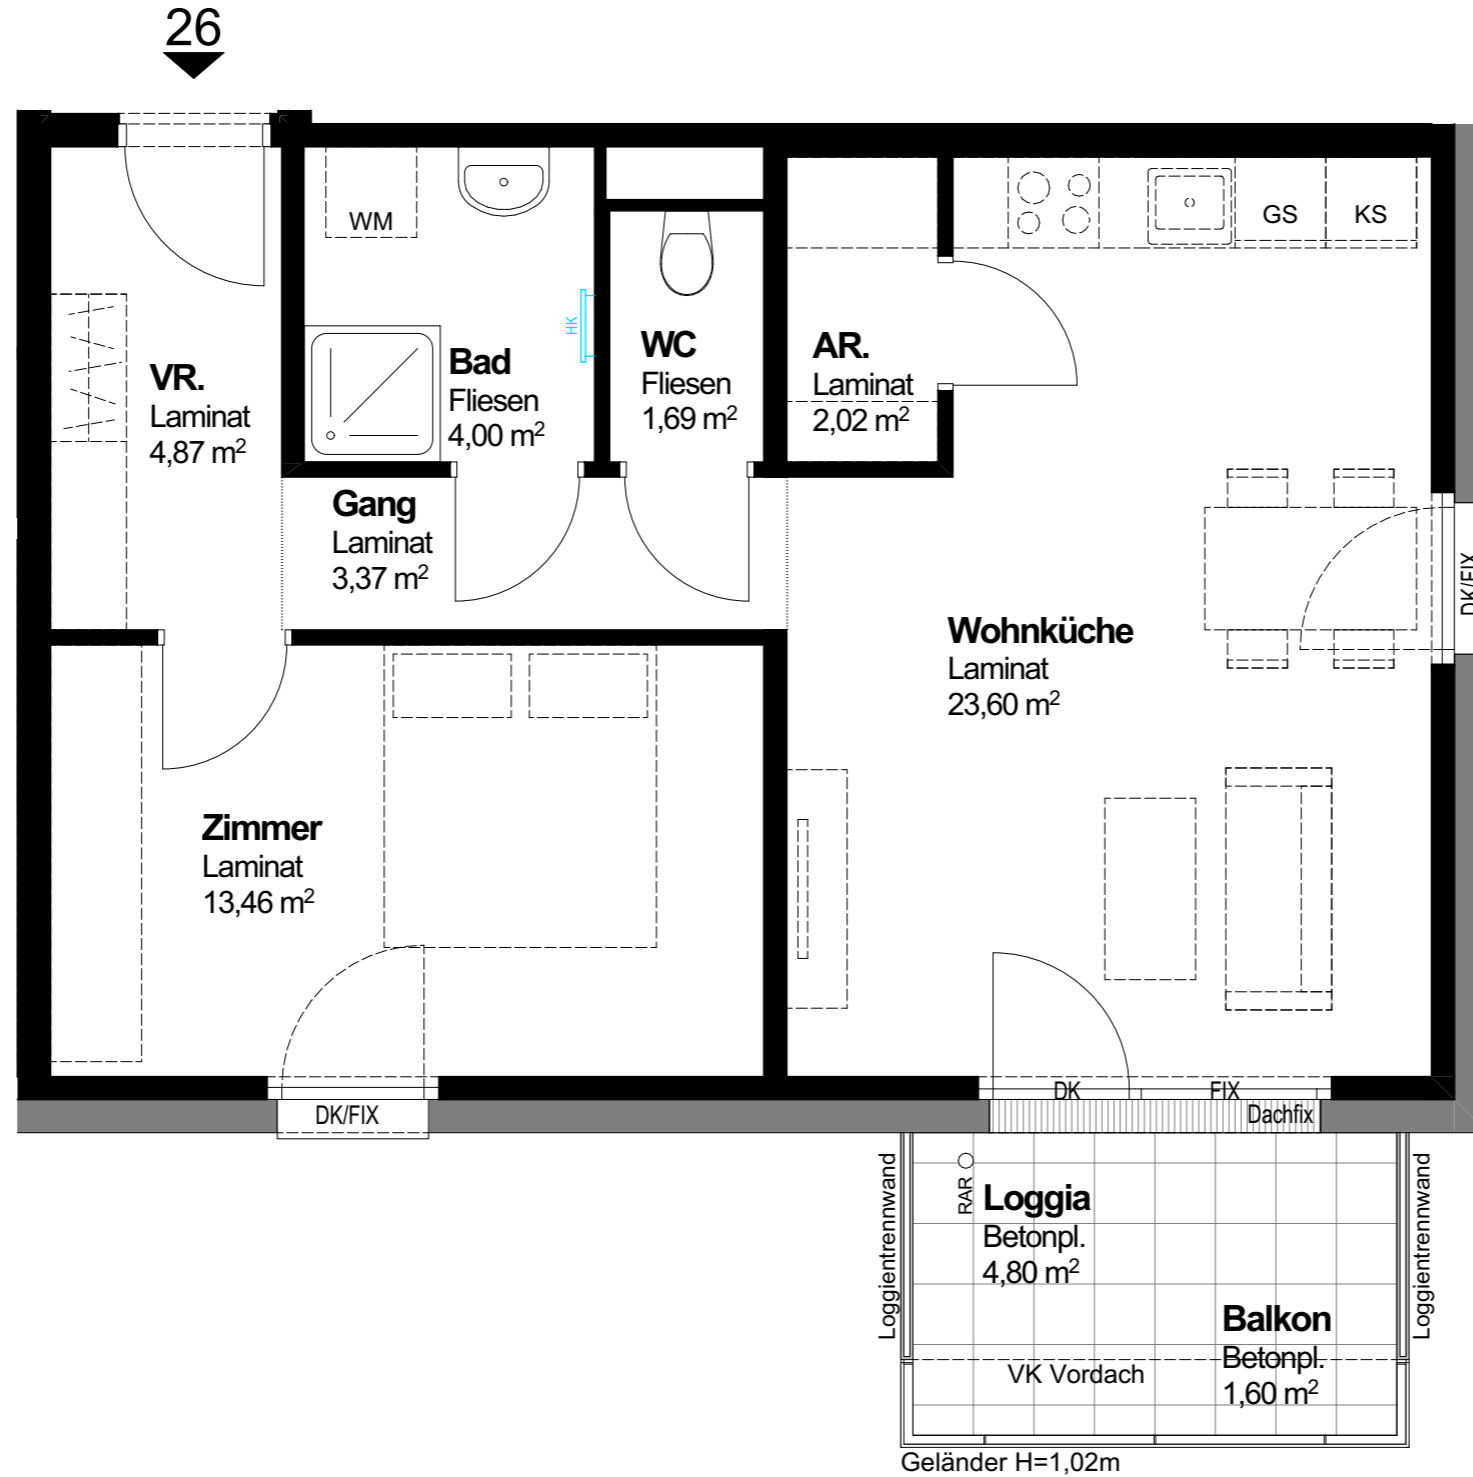 26
WM
GS
KS
HK
VR.
Laminat
4,87 m²
Bad
Fliesen
4,00 m²
WC
Fliesen
1,69 m²
AR.
Laminat
2,02 m²
Gang
Laminat
3,37 m²
DK/FIX
Wohnküche
Laminat
23,60 m²
Zimmer
Laminat
13,46 m²
DK/FIX
DK
FIX
Dachfix
Loggientrennwand
RAR
Loggia
Betonpl.
4,80 m²
Loggientrennwand
Balkon
Betonpl.
1,60 m²
VK Vordach
Geländer H=1,02m